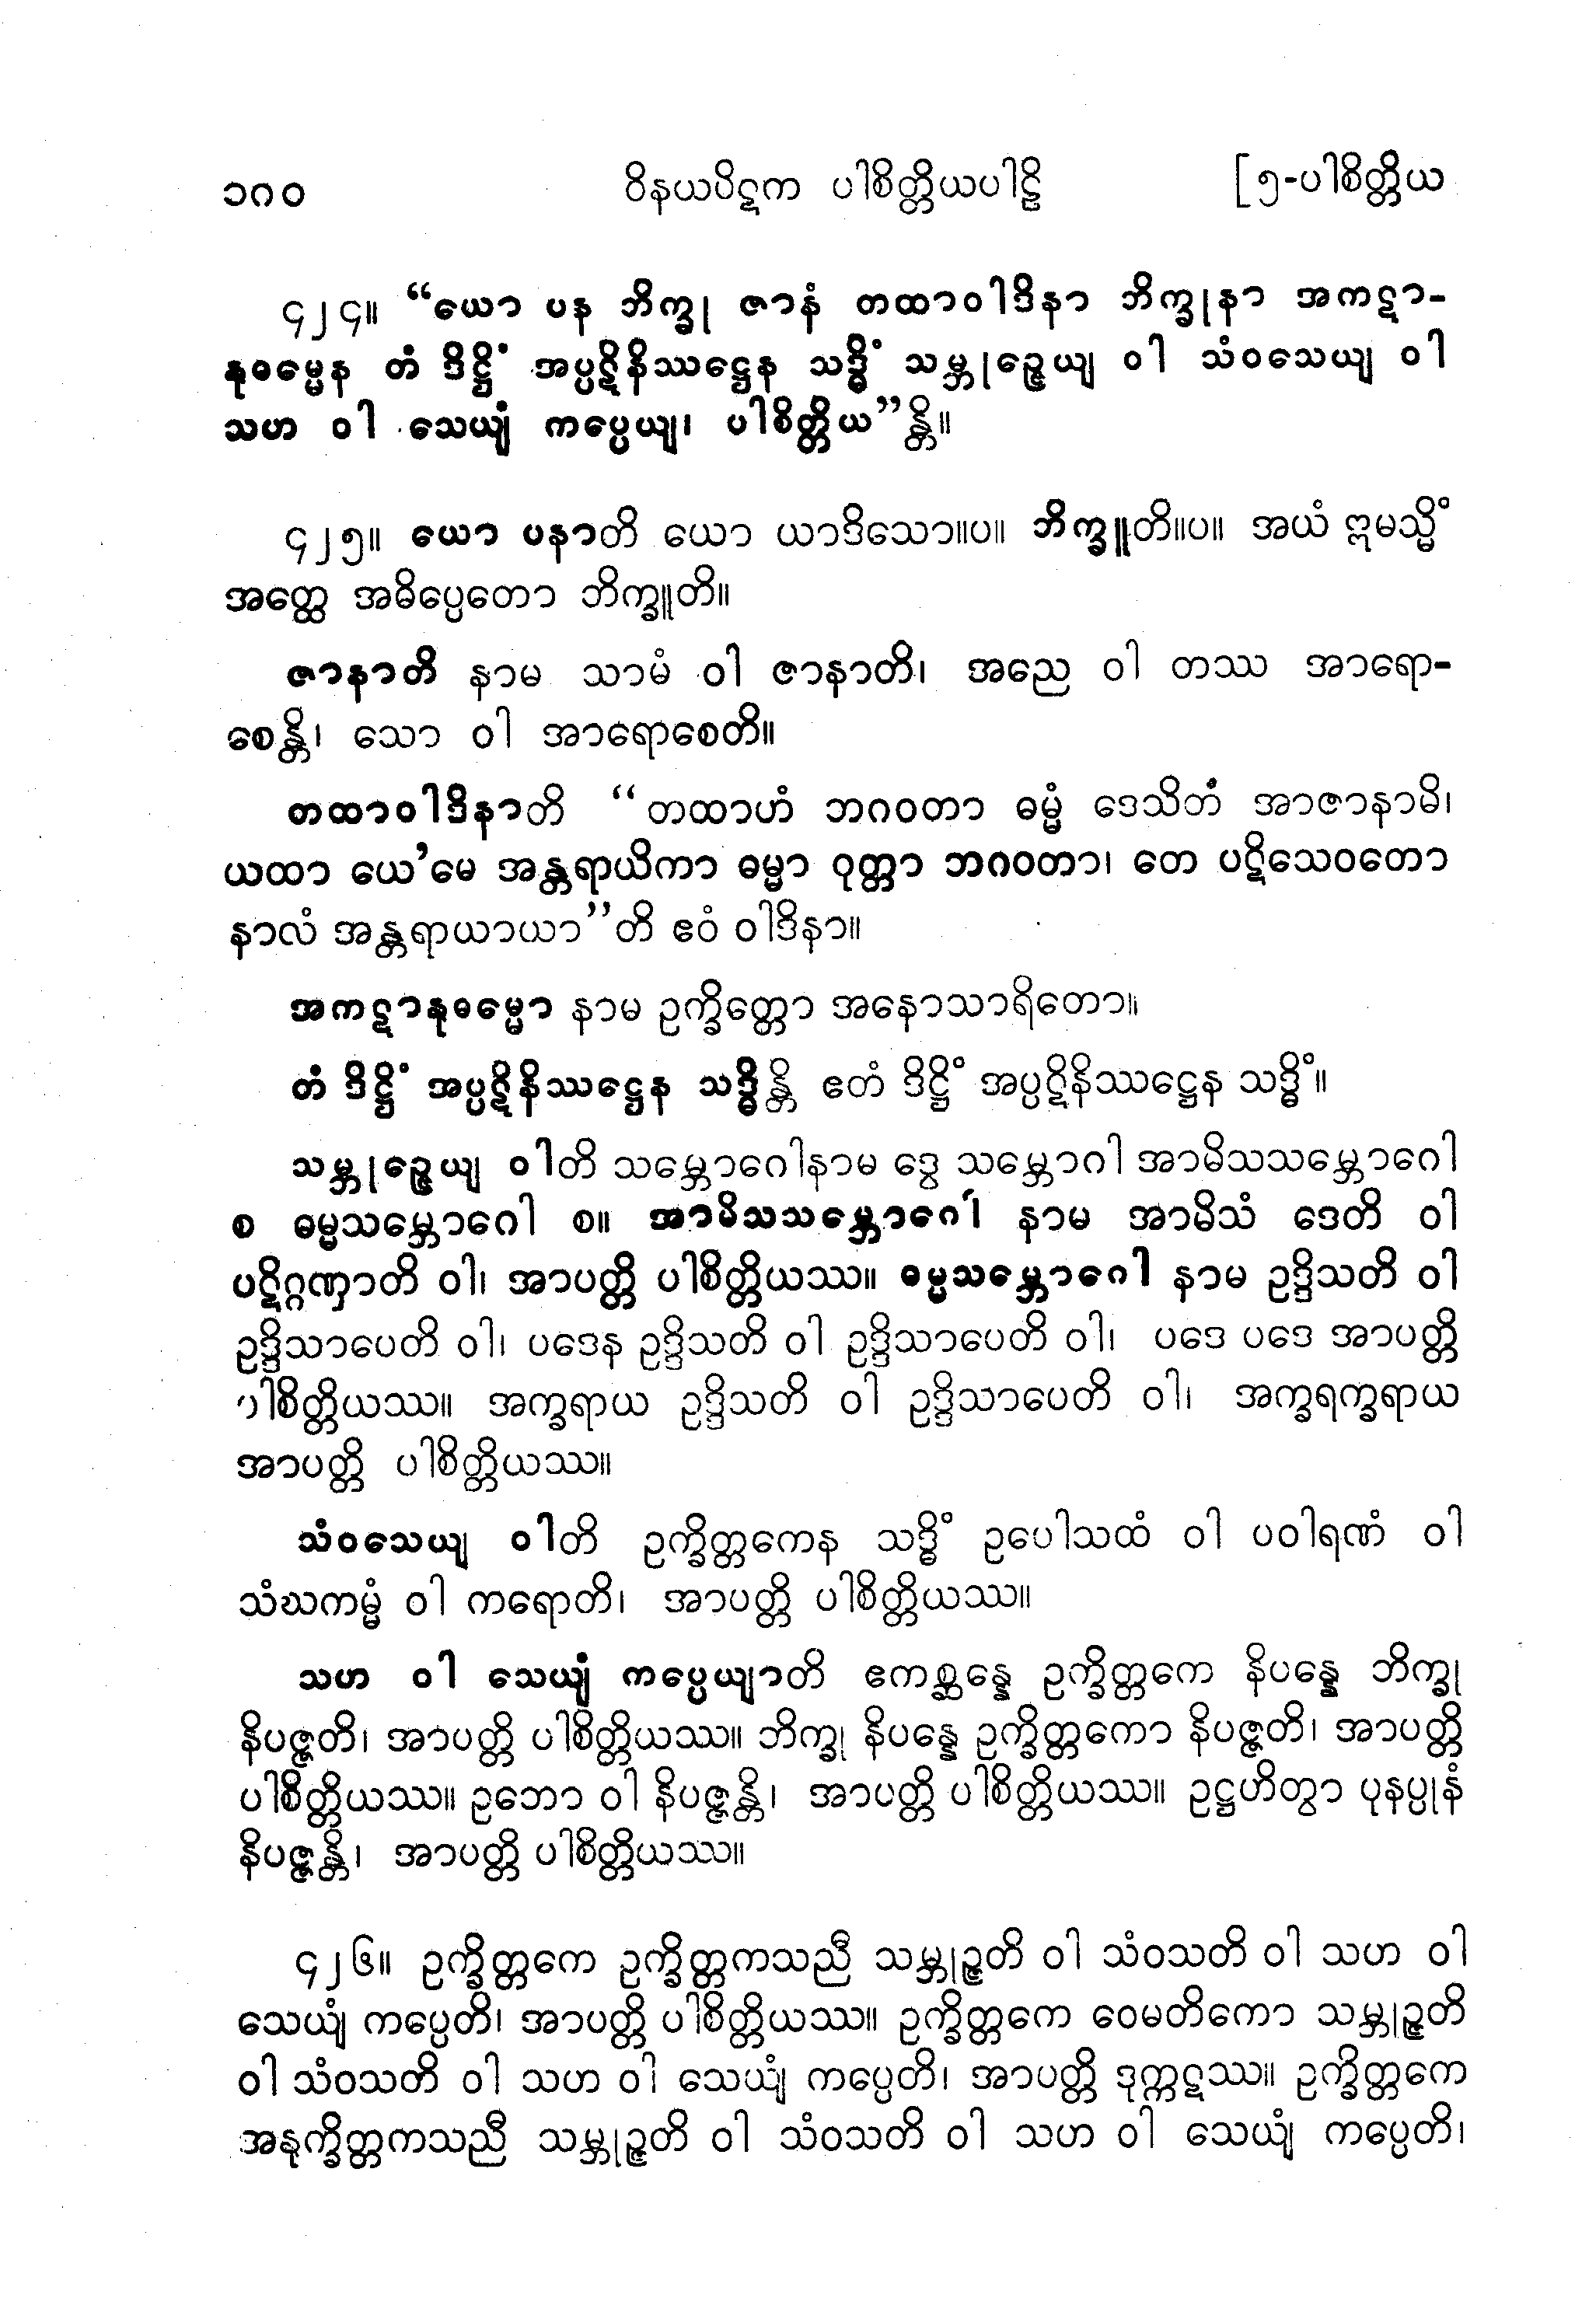 ၁၈၀ ဝိနယပိဋက ပါစိတ္တိယပါဠိ [၅-ပါစိတ္တိယ
၄၂၄။ “ယော ပန ဘိက္ခု ဇာနံ တထာဝါဒိနာ ဘိက္ခုနာ အကဋာ-
နုဓမ္မေန တံ ဒိဋ္ဌိံ အပ္ပဋိနိဿဋ္ဌေန သဒ္ဓိံ သမ္ဘုဉ္ဇေယျ ဝါ သံဝသေယျ ဝါ
သဟ ဝါ သေယျံ ကပ္ပေယျ၊ ပါစိတ္တိယ”န္တိ။
၄၂၅။ ယော ပနာတိ ယော ယာဒိသော။ပ။ ဘိက္ခူတိ။ပ။ အယံ ဣမသ္မိံ
အတ္ထေ အဓိပ္ပေတော ဘိက္ခူတိ။
ဇာနာတိ နာမ သာမံ ဝါ ဇာနာတိ၊ အညေ ဝါ တဿ အာရော-
စေန္တိ၊ သော ဝါ အာရောစေတိ။
တထာဝါဒိနာတိ “တထာဟံ ဘဂဝတာ ဓမ္မံ ဒေသိတံ အာဇာနာမိ၊
ယထာ ယေ’မေ အန္တရာယိကာ ဓမ္မာ ဝုတ္တာ ဘဂဝတာ၊ တေ ပဋိသေဝတော
နာလံ အန္တရာယာယာ”တိ ဧဝံ ဝါဒိနာ။
အကဋာနုဓမ္မော နာမ ဥက္ခိတ္တော အနောသာရိတော။
တံ ဒိဋ္ဌိံ အပ္ပဋိနိဿဋ္ဌေန သဒ္ဓိန္တိ ဧတံ ဒိဋ္ဌိံ အပ္ပဋိနိဿဋ္ဌေန သဒ္ဓိံ။
သမ္ဘုဉ္ဇေယျ ဝါတိ သမ္ဘောဂေါနာမ ဒွေ သမ္ဘောဂါ အာမိသသမ္ဘောဂေါ
စ ဓမ္မသမ္ဘောဂေါ စ။ အာမိသသမ္ဘောဂေါ နာမ အာမိသံ ဒေတိ ဝါ
ပဋိဂ္ဂဏှာတိ ဝါ၊ အာပတ္တိ ပါစိတ္တိယဿ။ ဓမ္မသမ္ဘောဂေါ နာမ ဥဒ္ဒိသတိ ဝါ
ဥဒ္ဒိသာပေတိ ဝါ၊ ပဒေန ဥဒ္ဒိသတိ ဝါ ဥဒ္ဒိသာပေတိ ဝါ၊ ပဒေ ပဒေ အာပတ္တိ
ပါစိတ္တိယဿ။ အက္ခရာယ ဥဒ္ဒိသတိ ဝါ ဥဒ္ဒိသာပေတိ ဝါ၊ အက္ခရက္ခရာယ
အာပတ္တိ ပါစိတ္တိယဿ။
သံဝသေယျ ဝါတိ ဥက္ခိတ္တကေန သဒ္ဓိံ ဥပေါသထံ ဝါ ပဝါရဏံ ဝါ
သံဃကမ္မံ ဝါ ကရောတိ၊ အာပတ္တိ ပါစိတ္တိယဿ။
သဟ ဝါ သေယျံ ကပ္ပေယျာတိ ဧကစ္ဆန္နေ ဥက္ခိတ္တကေ နိပန္နေ ဘိက္ခု
နိပဇ္ဇတိ၊ အာပတ္တိ ပါစိတ္တိယဿ။ ဘိက္ခု နိပန္နေ ဥက္ခိတ္တကော နိပဇ္ဇတိ၊ အာပတ္တိ
ပါစိတ္တိယဿ။ ဥဘော ဝါ နိပဇ္ဇန္တိ၊ အာပတ္တိ ပါစိတ္တိယဿ။ ဥဋ္ဌဟိတွာ ပုနပ္ပုနံ
နိပဇ္ဇန္တိ၊ အာပတ္တိ ပါစိတ္တိယဿ။
၄၂၆။ ဥက္ခိတ္တကေ ဥက္ခိတ္တကသညီ သမ္ဘုဉ္ဇတိ ဝါ သံဝသတိ ဝါ သဟ ဝါ
သေယျံ ကပ္ပေတိ၊ အာပတ္တိ ပါစိတ္တိယဿ။ ဥက္ခိတ္တကေ ဝေမတိကော သမ္ဘုဉ္ဇတိ
ဝါ သံဝသတိ ဝါ သဟ ဝါ သေယျံ ကပ္ပေတိ၊ အာပတ္တိ ဒုက္ကဋဿ။ ဥက္ခိတ္တကေ
အနုက္ခိတ္တကသညီ သမ္ဘုဉ္ဇတိ ဝါ သံဝသတိ ဝါ သဟ ဝါ သေယျံ ကပ္ပေတိ၊